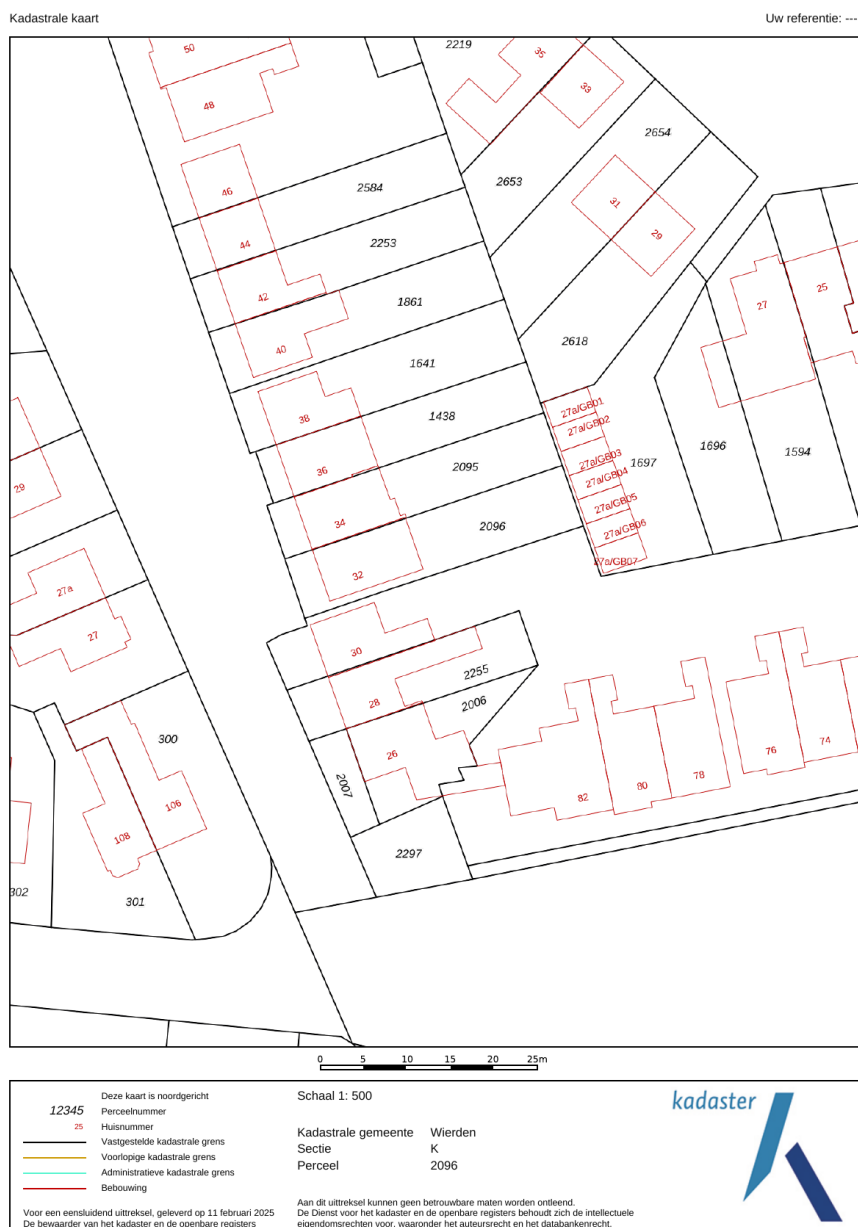 Kadastrale kaart
Uw referentie: ---
50
2219
35
33
48
2654
46
2584
2653
31
44
2253
29
42
1861
27
25
40
1641
2618
38
1438
27a/GB01
27a/GB02
36
2095
27a/GB03
1697
1696
1594
27a/GB04
29
34
2096
27a/GB05
27a/GB06
32
27a/GB07
27a
27
30
2255
28
2006
300
26
2007
76
74
78
80
82
106
108
2297
302
301
0 5 10 15 20 25m
Deze kaart is noordgericht
12345 Perceelnummer
25 Huisnummer
Vastgestelde kadastrale grens
Voorlopige kadastrale grens
Administratieve kadastrale grens
Bebouwing
Voor een eensluidend uittreksel, geleverd op 11 februari 2025
De bewaarder van het kadaster en de openbare registers
Schaal 1: 500
Kadastrale gemeente Wierden
Sectie K
Perceel 2096
Aan dit uittreksel kunnen geen betrouwbare maten worden ontleend.
De Dienst voor het kadaster en de openbare registers behoudt zich de intellectuele
eigendomsrechten voor, waaronder het auteursrecht en het databankenrecht.
kadaster